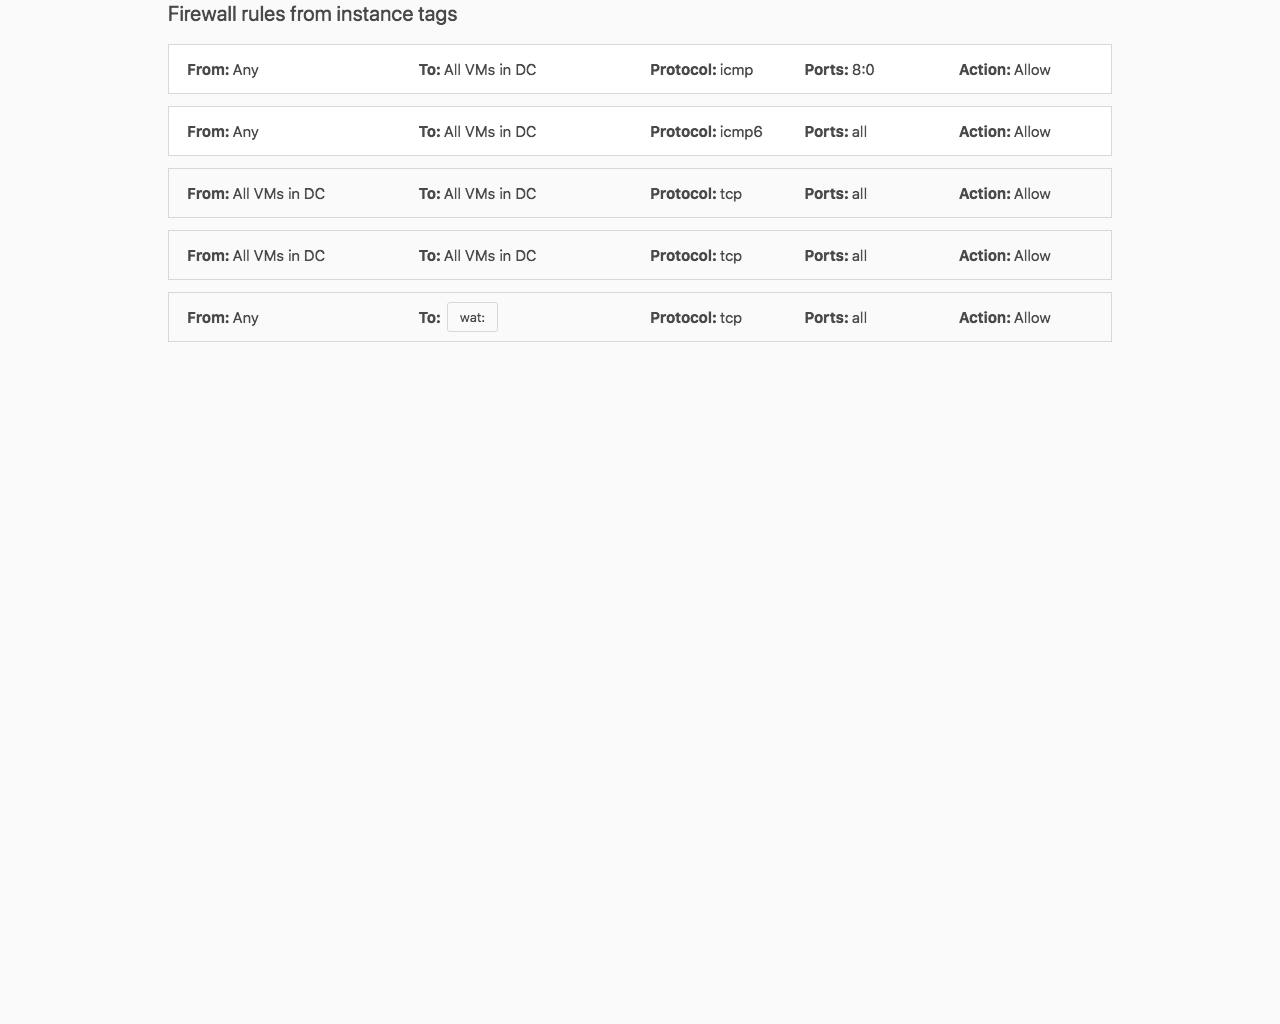 Firewall rules from instance tags
From: Any To: All VMs in DC Protocol: icmp Ports: 8:0 Action: Allow
From: Any To: All VMs in DC Protocol: icmp6 Ports: all Action: Allow
From: All VMs in DC To: All VMs in DC Protocol: tcp Ports: all Action: Allow
From: All VMs in DC To: All VMs in DC Protocol: tcp Ports: all Action: Allow
From: Any To: wat: Protocol: tcp Ports: all Action: Allow